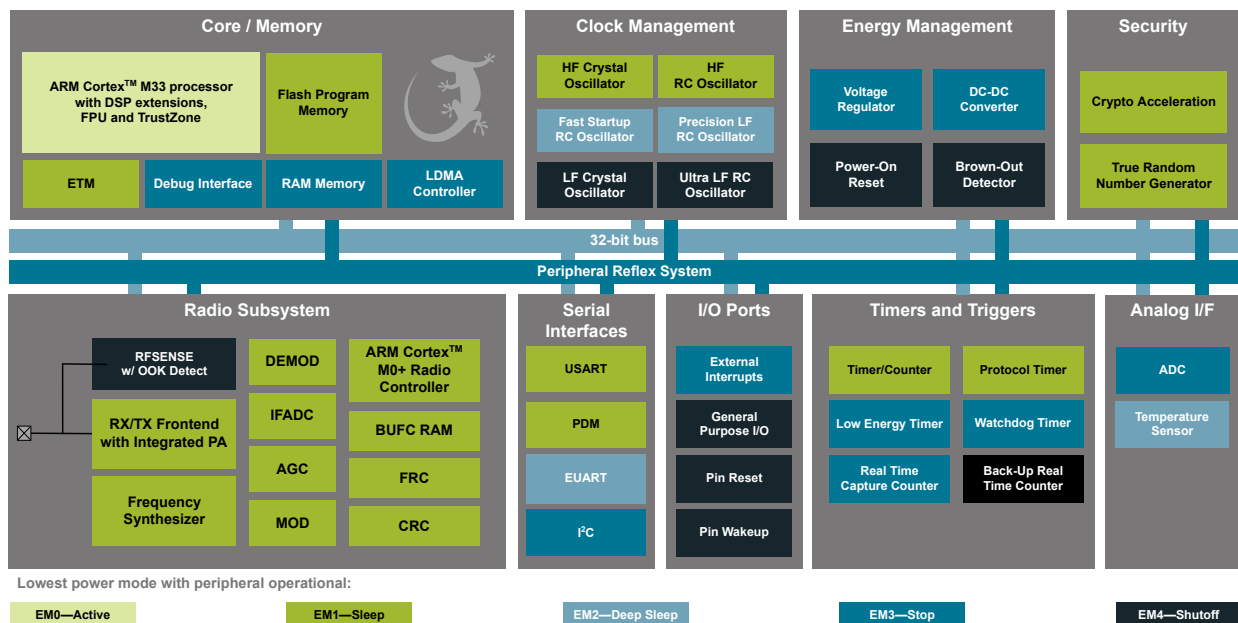 Core / Memory
ARM Cortex™ M33 processor
with DSP extensions,
FPU and TrustZone
Flash Program
Memory
ETM
Debug Interface
RAM Memory
LDMA
Controller
Clock Management
HF Crystal
Oscillator
HF
RC Oscillator
Fast Startup
RC Oscillator
Precision LF
RC Oscillator
LF Crystal
Oscillator
Ultra LF RC
Oscillator
Energy Management
Voltage
Regulator
DC-DC
Converter
Power-On
Reset
Brown-Out
Detector
Security
Crypto Acceleration
True Random
Number Generator
32-bit bus
Peripheral Reflex System
Radio Subsystem
RFSENSE
w/ OOK Detect
RX/TX Frontend
with Integrated PA
Frequency
Synthesizer
DEMOD
IFADC
AGC
MOD
ARM Cortex™
M0+ Radio
Controller
BUFC RAM
FRC
CRC
Serial
Interfaces
USART
PDM
EUART
I²C
I/O Ports
External
Interrupts
General
Purpose I/O
Pin Reset
Pin Wakeup
Timers and Triggers
Timer/Counter
Protocol Timer
Low Energy Timer
Watchdog Timer
Real Time
Capture Counter
Back-Up Real
Time Counter
Analog I/F
ADC
Temperature
Sensor
Lowest power mode with peripheral operational:
EM0—Active
EM1—Sleep
EM2—Deep Sleep
EM3—Stop
EM4—Shutoff